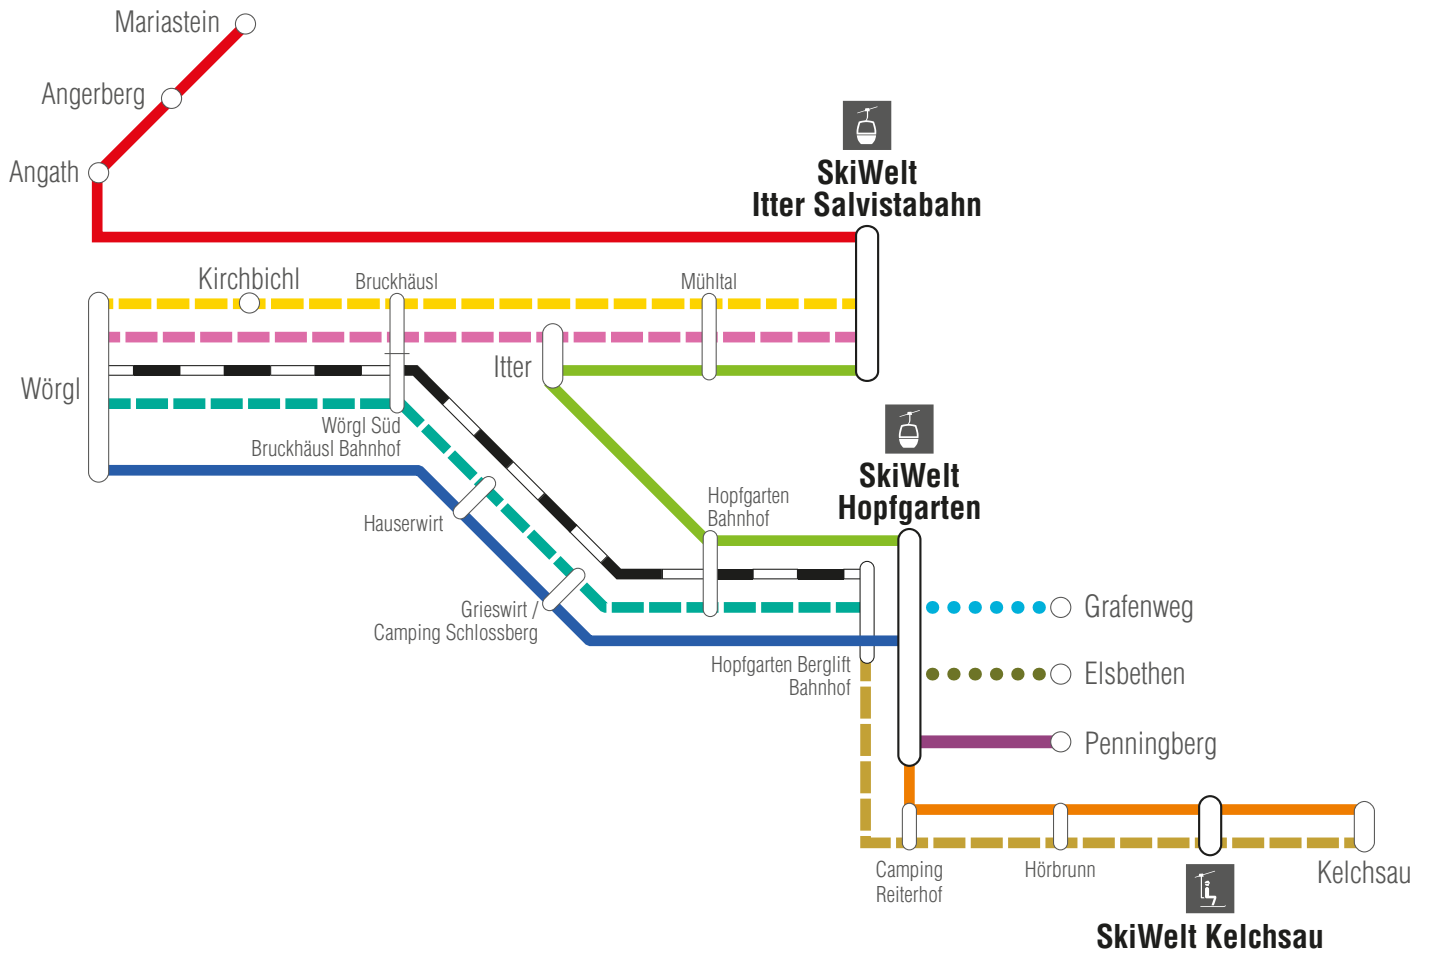 Mariastein
Angerberg
Angath
SkiWelt
Itter Salvistabahn
Kirchbichl
Bruckhäusl
Mühltal
Itter
Wörgl
Wörgl Süd
Bruckhäusl Bahnhof
SkiWelt
Hopfgarten
Hopfgarten
Bahnhof
Hauserwirt
Grieswirt /
Camping Schlossberg
Grafenweg
Hopfgarten Berglift
Bahnhof
Elsbethen
Penningberg
Camping
Reiterhof
Hörbrunn
Kelchsau
SkiWelt Kelchsau